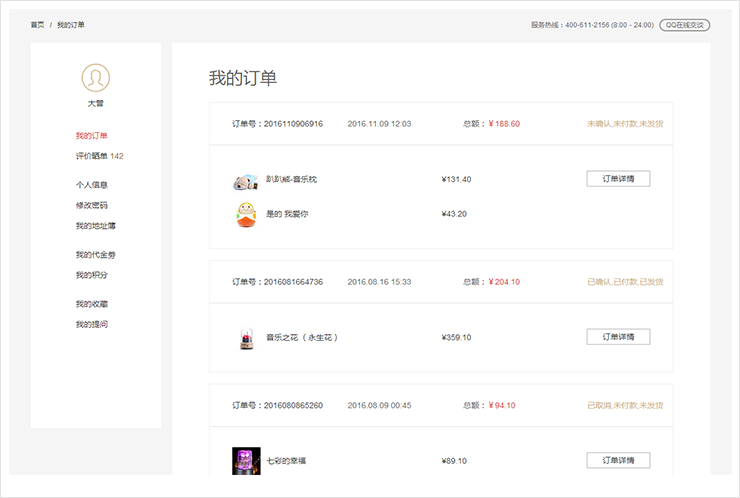 首页 / 我的订单
服务热线：400-611-2156 (8:00 - 24:00) QQ在线交谈
大曾
我的订单
评价晒单 142
个人信息
修改密码
我的地址簿
我的代金劵
我的积分
我的收藏
我的提问
我的订单
订单号：2016110906916 2016.11.09 12:03 总额：¥ 188.60 未确认,未付款,未发货
趴趴熊-音乐枕 ¥131.40 订单详情
是的 我爱你 ¥43.20
订单号：2016081664736 2016.08.16 15:33 总额：¥ 204.10 已确认,已付款,已发货
音乐之花（永生花） ¥359.10 订单详情
订单号：2016080865260 2016.08.09 00:45 总额：¥ 94.10 已取消,未付款,未发货
七彩的幸福 ¥89.10 订单详情